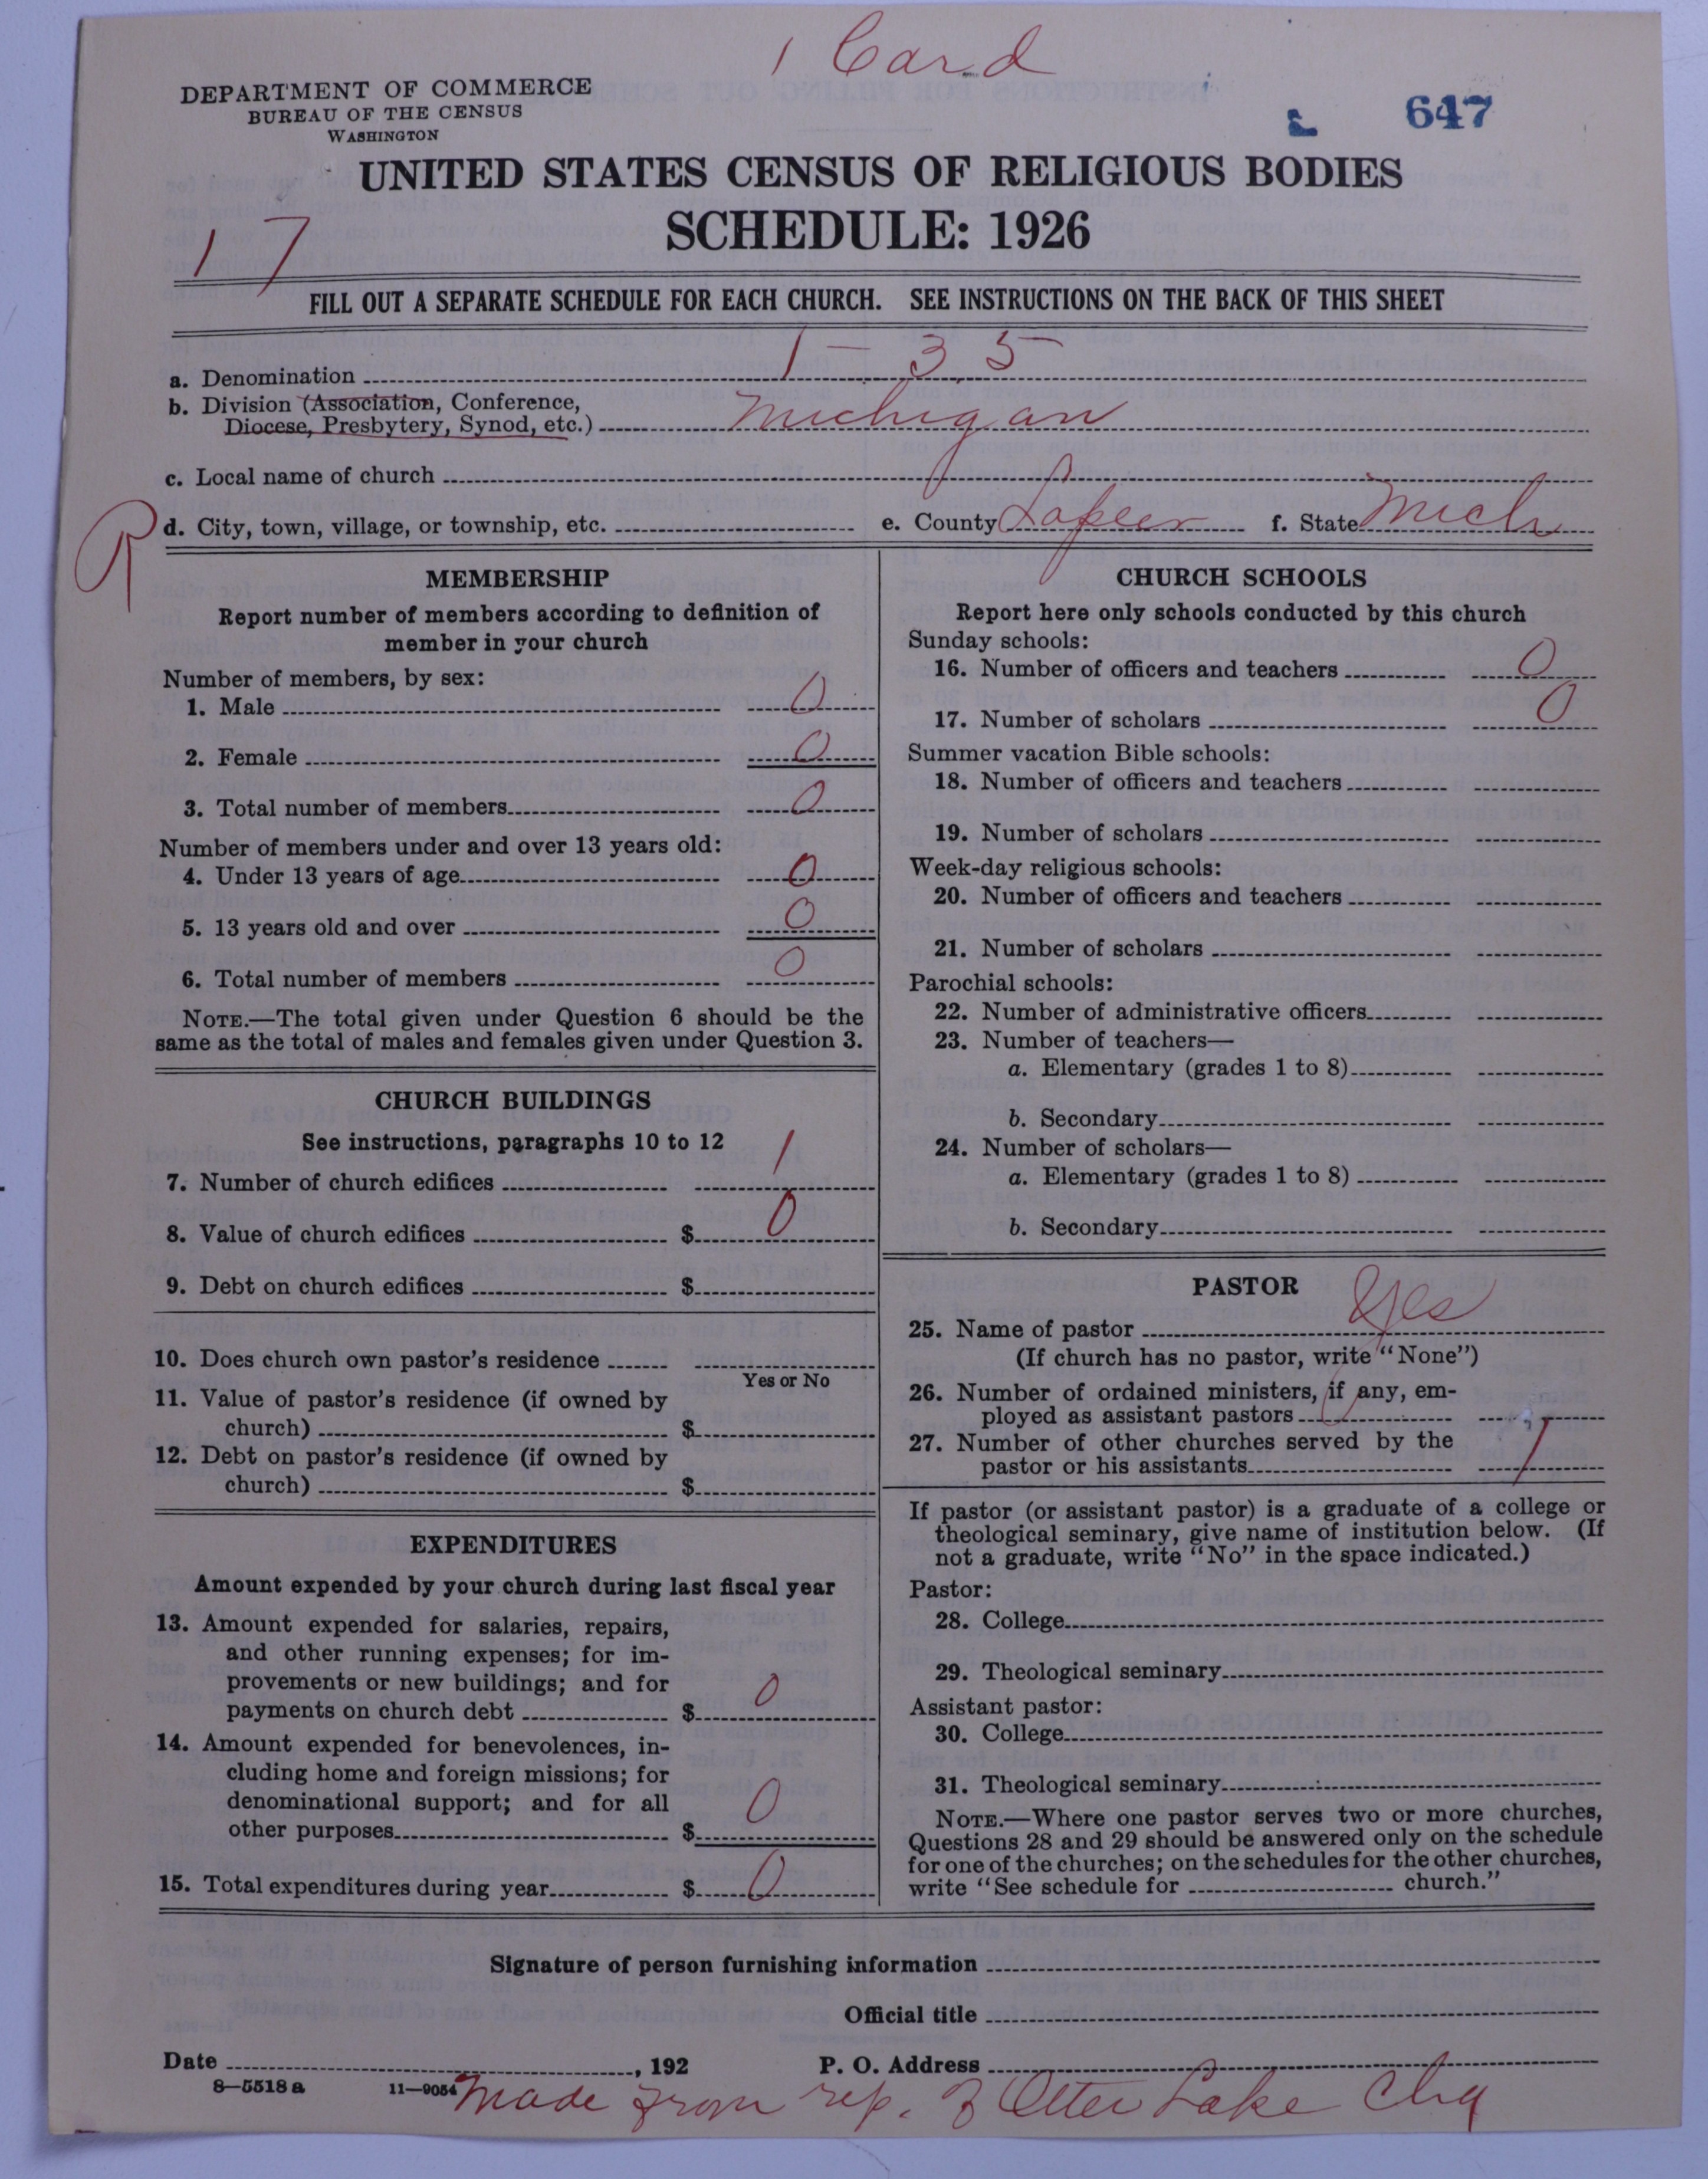 1 Card
DEPARTMENT OF COMMERCE
BUREAU OF THE CENSUS
WASHINGTON
647
UNITED STATES CENSUS OF RELIGIOUS BODIES
SCHEDULE: 1926
17
FILL OUT A SEPARATE SCHEDULE FOR EACH CHURCH. SEE INSTRUCTIONS ON THE BACK OF THIS SHEET
a. Denomination 1-35
b. Division (Association, Conference,
Diocese, Presbytery, Synod, etc.) Michigan
c. Local name of church
R
d. City, town, village, or township, etc. e. County Lapeer f. State Mich
MEMBERSHIP
Report number of members according to definition of
member in your church
Number of members, by sex:
1. Male 0
2. Female 0
3. Total number of members 0
Number of members under and over 13 years old:
4. Under 13 years of age 0
5. 13 years old and over 0
6. Total number of members 0
NOTE.—The total given under Question 6 should be the
same as the total of males and females given under Question 3.
CHURCH BUILDINGS
See instructions, paragraphs 10 to 12
7. Number of church edifices 1
8. Value of church edifices $ 0
9. Debt on church edifices $
10. Does church own pastor's residence
Yes or No
11. Value of pastor's residence (if owned by
church) $
12. Debt on pastor's residence (if owned by
church) $
EXPENDITURES
Amount expended by your church during last fiscal year
13. Amount expended for salaries, repairs,
and other running expenses; for im-
provements or new buildings; and for
payments on church debt $ 0
14. Amount expended for benevolences, in-
cluding home and foreign missions; for
denominational support; and for all
other purposes $ 0
15. Total expenditures during year $ 0
CHURCH SCHOOLS
Report here only schools conducted by this church
Sunday schools:
16. Number of officers and teachers 0
17. Number of scholars 0
Summer vacation Bible schools:
18. Number of officers and teachers
19. Number of scholars
Week-day religious schools:
20. Number of officers and teachers
21. Number of scholars
Parochial schools:
22. Number of administrative officers
23. Number of teachers—
a. Elementary (grades 1 to 8)
b. Secondary
24. Number of scholars—
a. Elementary (grades 1 to 8)
b. Secondary
PASTOR
25. Name of pastor Yes
(If church has no pastor, write "None")
26. Number of ordained ministers, if any, em-
ployed as assistant pastors
27. Number of other churches served by the
pastor or his assistants 1
If pastor (or assistant pastor) is a graduate of a college or
theological seminary, give name of institution below. (If
not a graduate, write "No" in the space indicated.)
Pastor:
28. College
29. Theological seminary
Assistant pastor:
30. College
31. Theological seminary
NOTE.—Where one pastor serves two or more churches,
Questions 28 and 29 should be answered only on the schedule
for one of the churches; on the schedules for the other churches,
write "See schedule for church."
Signature of person furnishing information
Official title
Date , 192 P. O. Address
8—5518 a 11—9054
Made from rep. of Otter Lake Chg